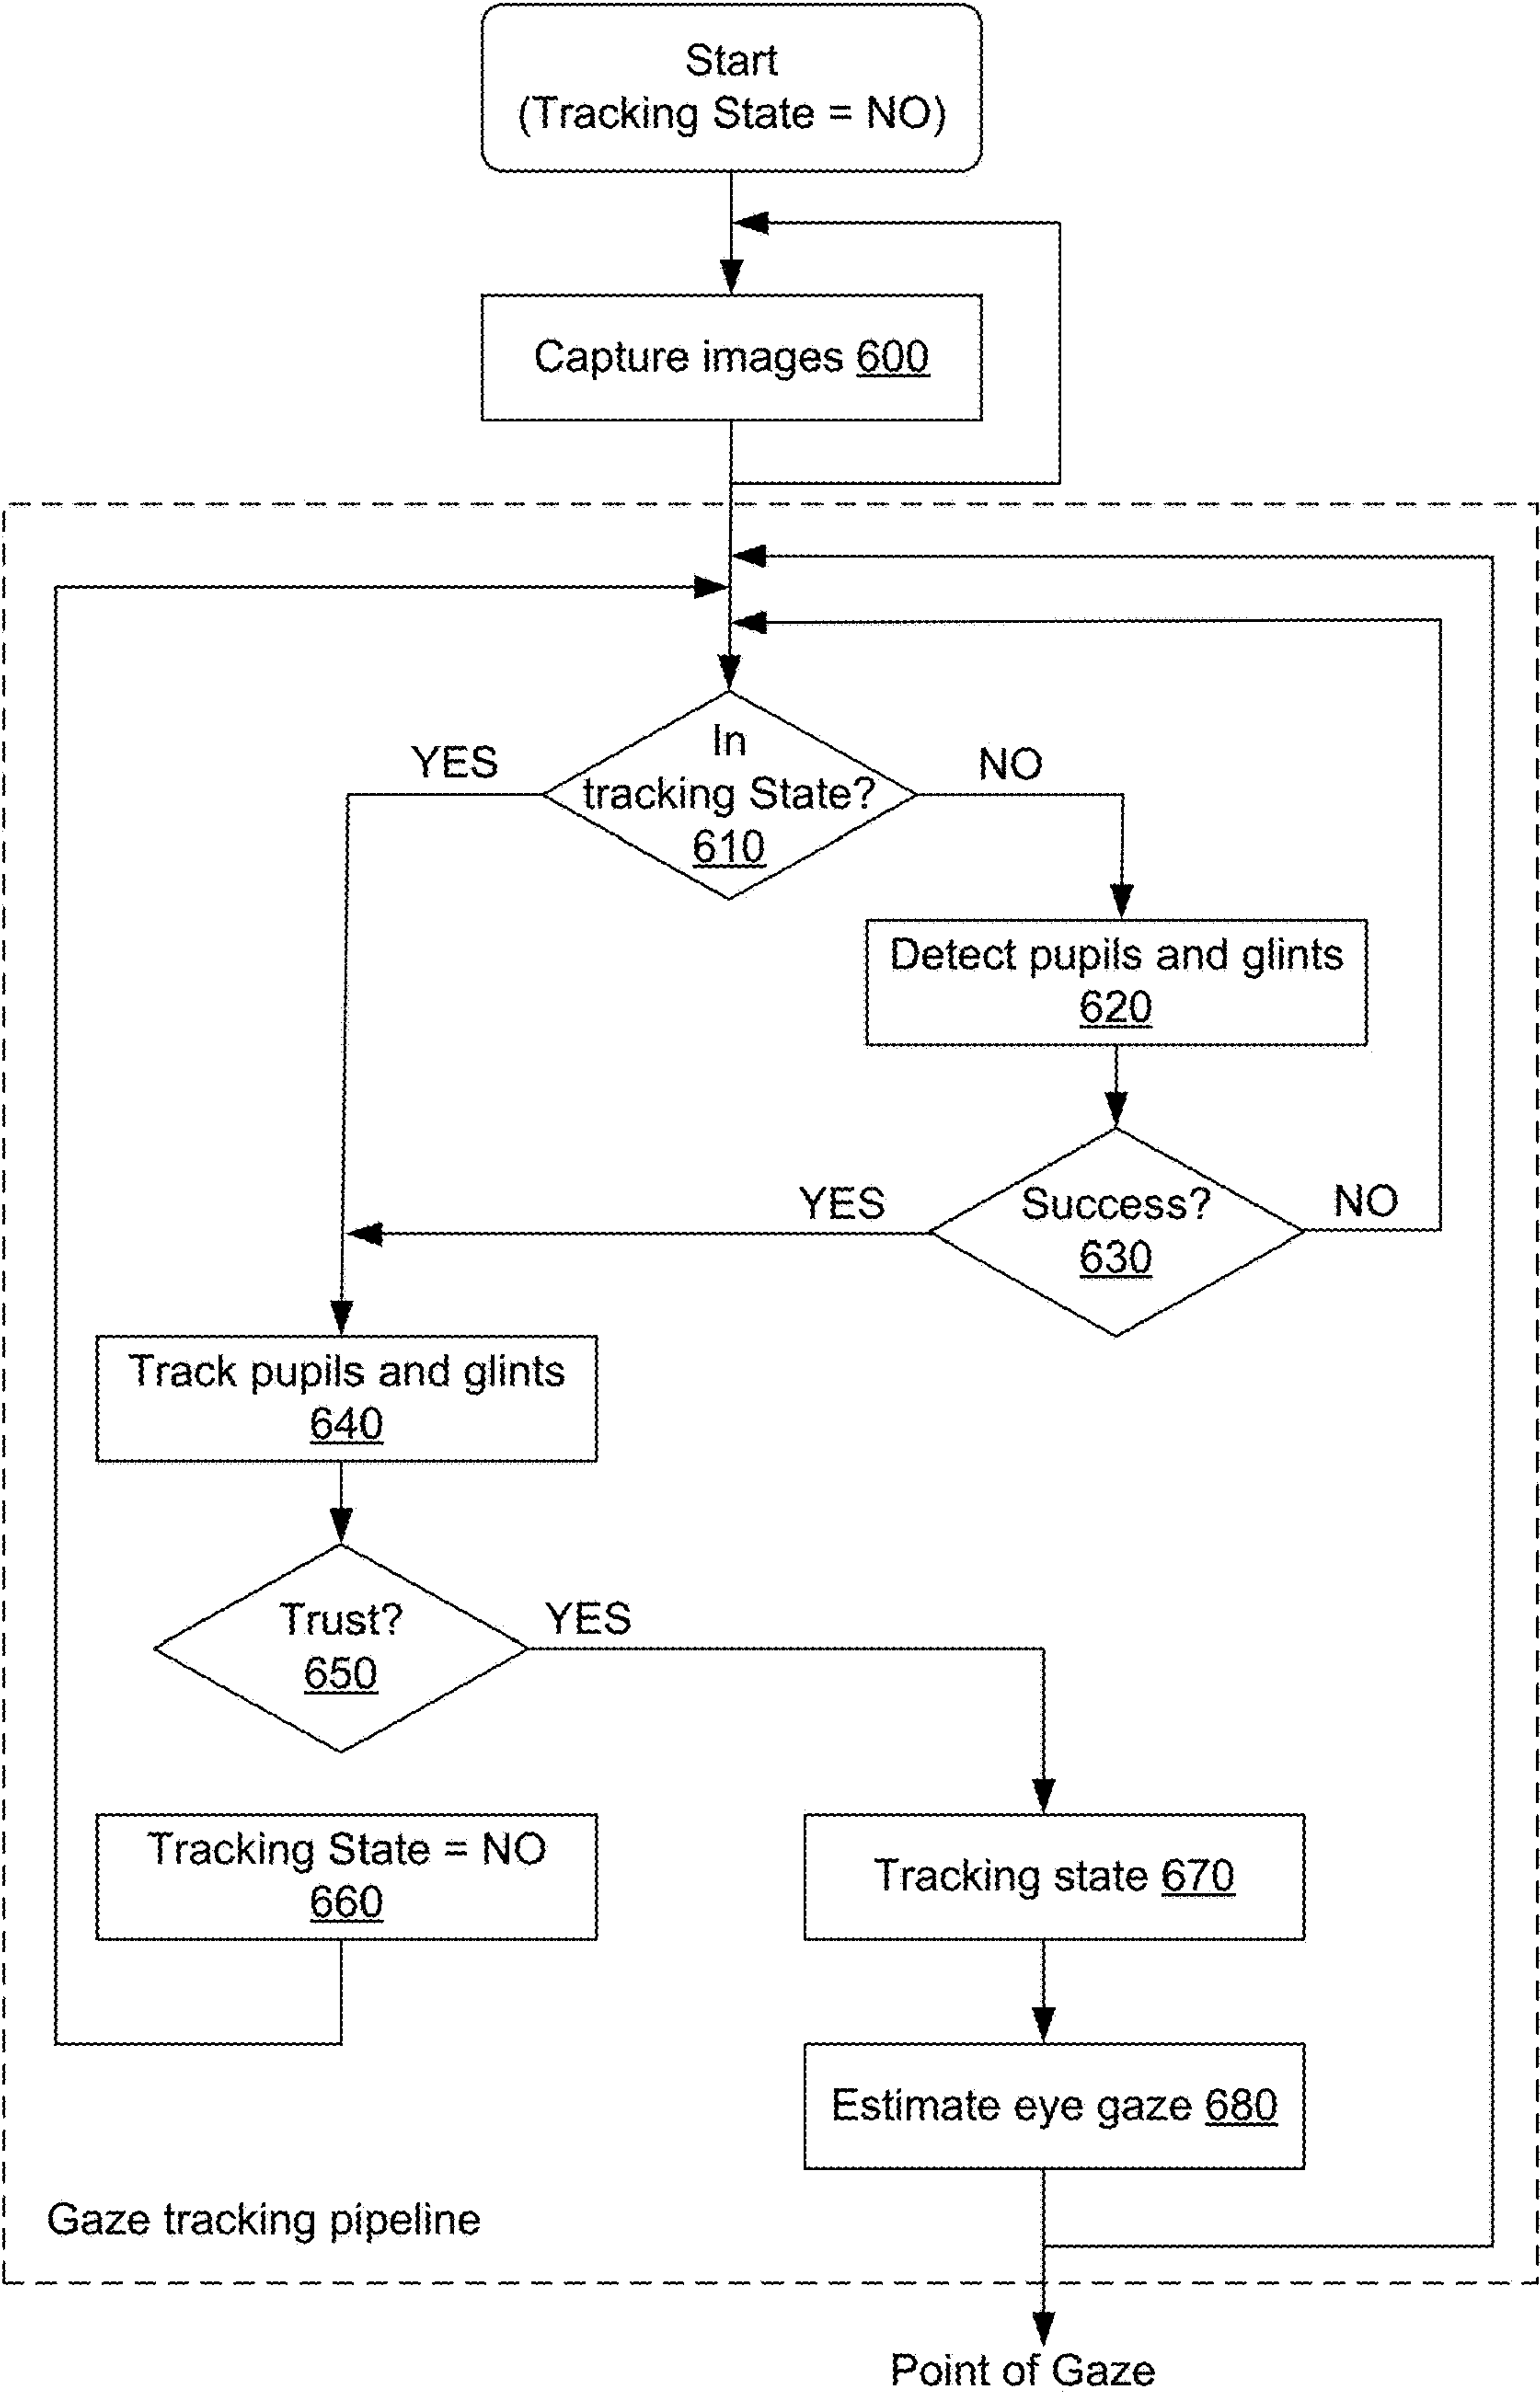 Start
(Tracking State = NO)
Capture images 600
In
tracking State?
610
YES
NO
Detect pupils and glints
620
Success?
630
YES
NO
Track pupils and glints
640
Trust?
650
YES
Tracking State = NO
660
Tracking state 670
Estimate eye gaze 680
Gaze tracking pipeline
Point of Gaze